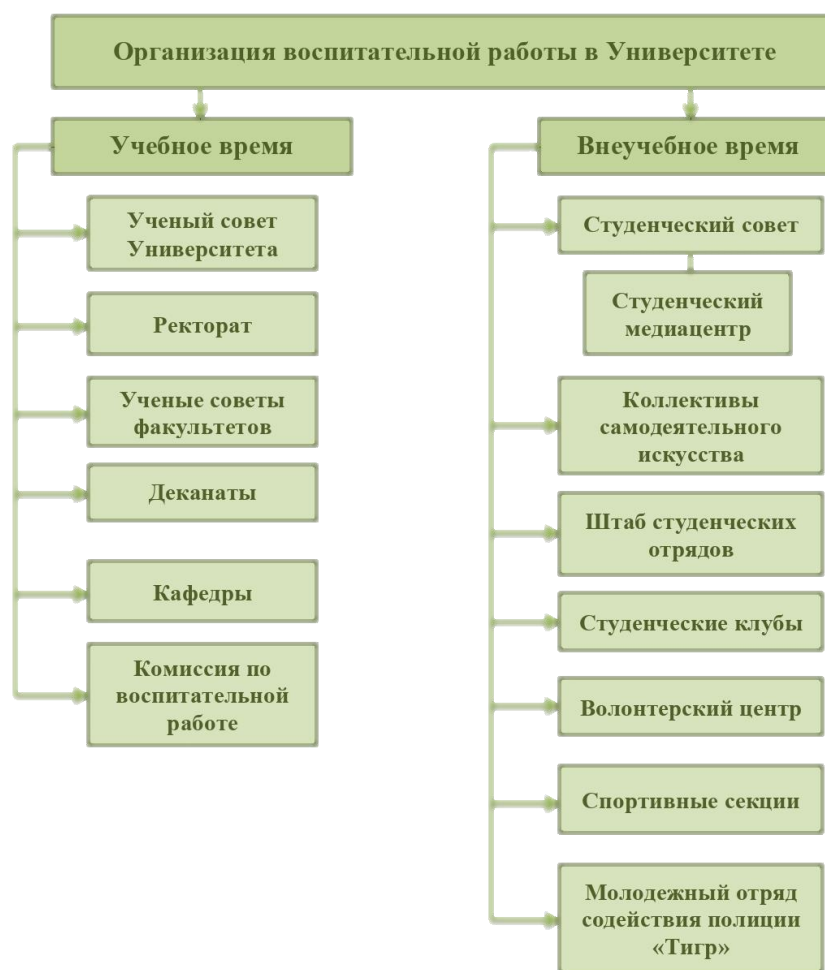 Организация воспитательной работы в Университете
Учебное время
Ученый совет
Университета
Ректорат
Ученые советы
факультетов
Деканаты
Кафедры
Комиссия по
воспитательной
работе
Внеучебное время
Студенческий совет
Студенческий
медиацентр
Коллективы
самодеятельного
искусства
Штаб студенческих
отрядов
Студенческие клубы
Волонтерский центр
Спортивные секции
Молодежный отряд
содействия полиции
«Тигр»